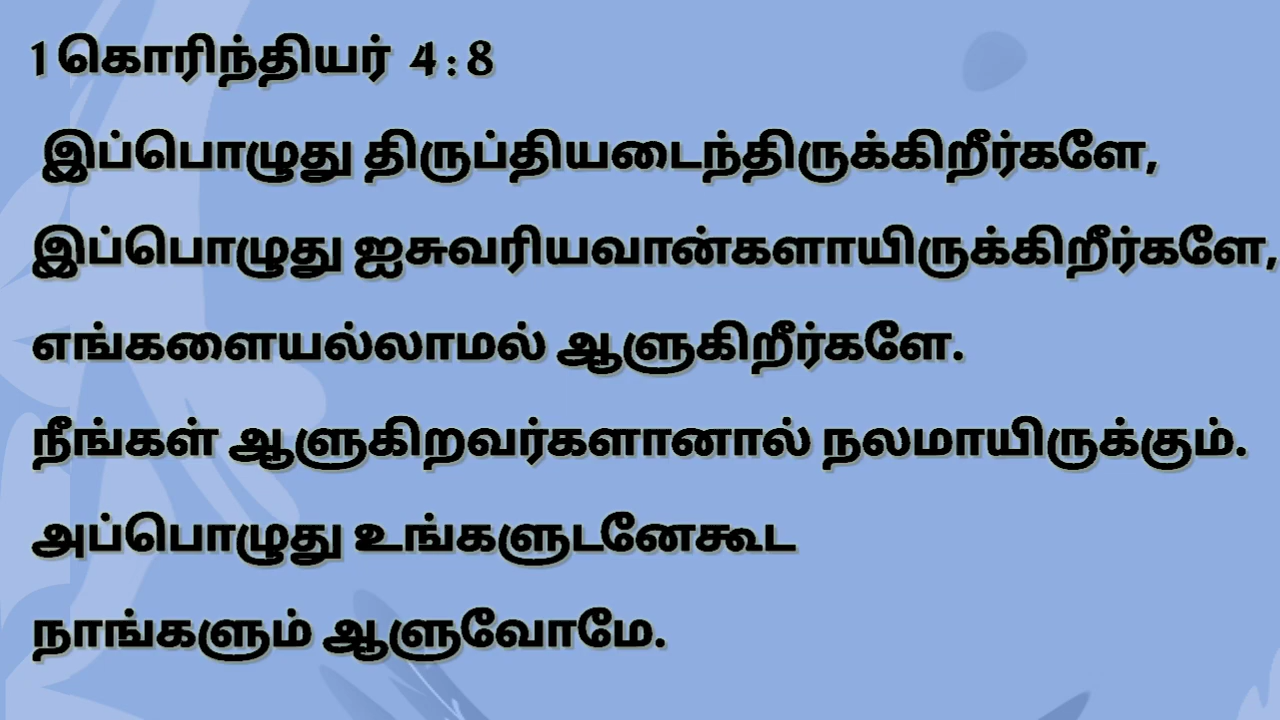 1 கொரிந்தியர் 4 : 8
இப்பொழுது திருப்தியடைந்திருக்கிறீர்களே,
இப்பொழுது ஐசுவரியவான்களாயிருக்கிறீர்களே,
எங்களையல்லாமல் ஆளுகிறீர்களே.
நீங்கள் ஆளுகிறவர்களானால் நலமாயிருக்கும்.
அப்பொழுது உங்களுடனேகூட
நாங்களும் ஆளுவோமே.